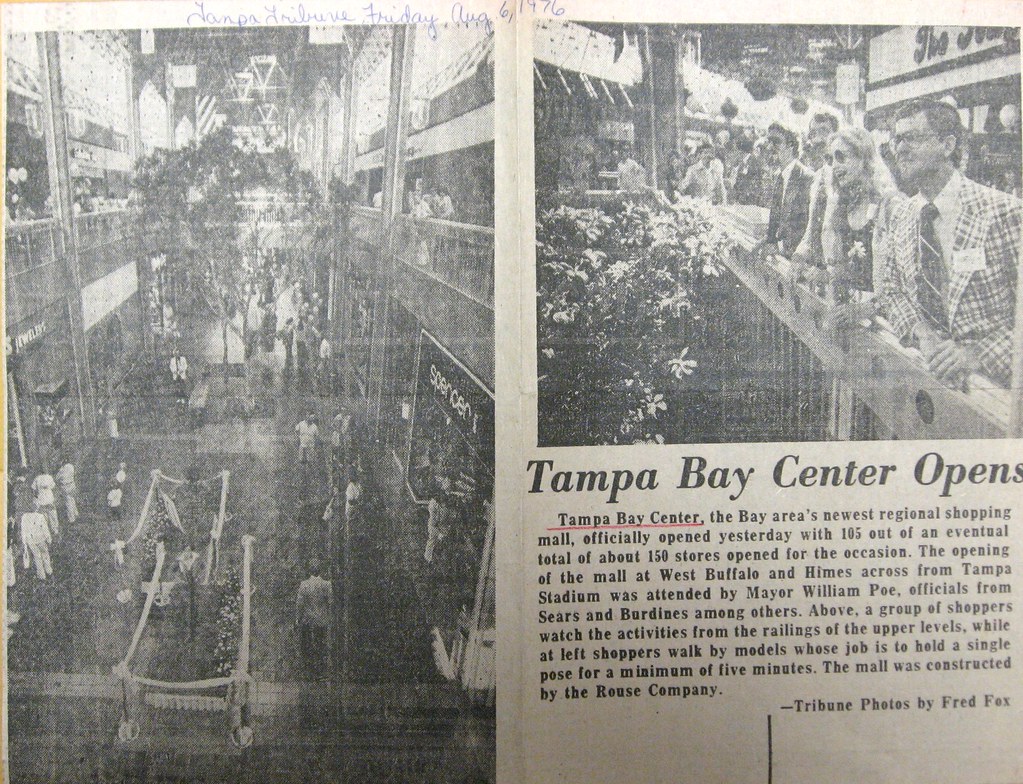 Tampa Tribune, Friday, Aug. 6, 1976
The
JEWELERS
spencer
Tampa Bay Center Opens
Tampa Bay Center, the Bay area's newest regional shopping
mall, officially opened yesterday with 105 out of an eventual
total of about 150 stores opened for the occasion. The opening
of the mall at West Buffalo and Himes across from Tampa
Stadium was attended by Mayor William Poe, officials from
Sears and Burdines among others. Above, a group of shoppers
watch the activities from the railings of the upper levels, while
at left shoppers walk by models whose job is to hold a single
pose for a minimum of five minutes. The mall was constructed
by the Rouse Company.
—Tribune Photos by Fred Fox